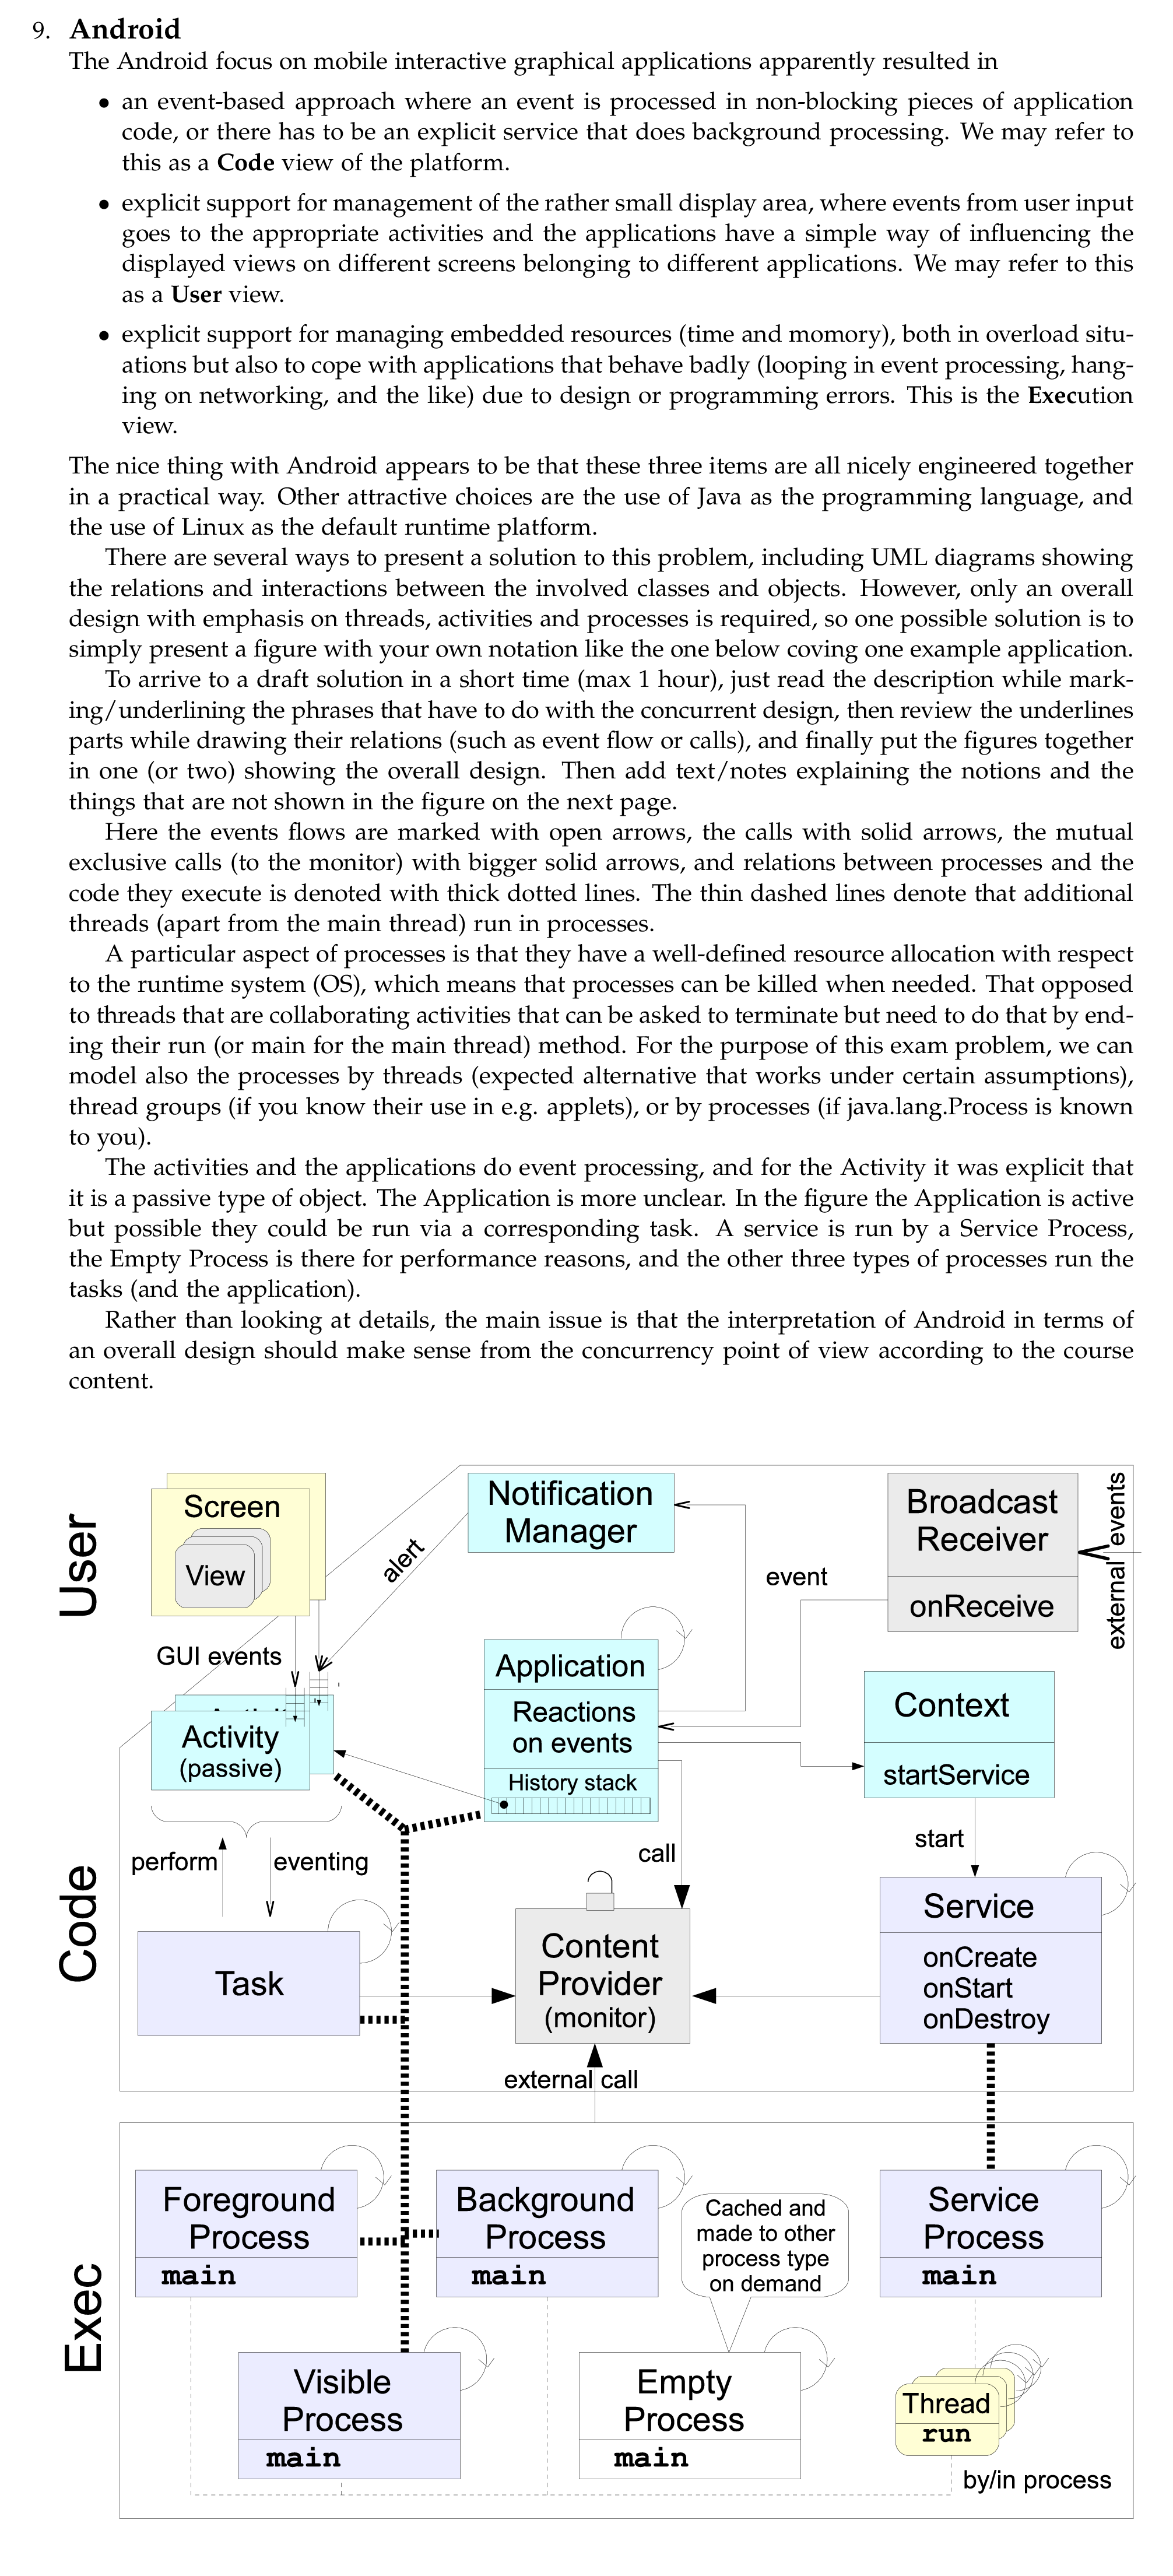 9. Android
The Android focus on mobile interactive graphical applications apparently resulted in
• an event-based approach where an event is processed in non-blocking pieces of application
code, or there has to be an explicit service that does background processing. We may refer to
this as a Code view of the platform.
• explicit support for management of the rather small display area, where events from user input
goes to the appropriate activities and the applications have a simple way of influencing the
displayed views on different screens belonging to different applications. We may refer to this
as a User view.
• explicit support for managing embedded resources (time and momory), both in overload situ-
ations but also to cope with applications that behave badly (looping in event processing, hang-
ing on networking, and the like) due to design or programming errors. This is the Execution
view.
The nice thing with Android appears to be that these three items are all nicely engineered together
in a practical way. Other attractive choices are the use of Java as the programming language, and
the use of Linux as the default runtime platform.
There are several ways to present a solution to this problem, including UML diagrams showing
the relations and interactions between the involved classes and objects. However, only an overall
design with emphasis on threads, activities and processes is required, so one possible solution is to
simply present a figure with your own notation like the one below coving one example application.
To arrive to a draft solution in a short time (max 1 hour), just read the description while mark-
ing/underlining the phrases that have to do with the concurrent design, then review the underlines
parts while drawing their relations (such as event flow or calls), and finally put the figures together
in one (or two) showing the overall design. Then add text/notes explaining the notions and the
things that are not shown in the figure on the next page.
Here the events flows are marked with open arrows, the calls with solid arrows, the mutual
exclusive calls (to the monitor) with bigger solid arrows, and relations between processes and the
code they execute is denoted with thick dotted lines. The thin dashed lines denote that additional
threads (apart from the main thread) run in processes.
A particular aspect of processes is that they have a well-defined resource allocation with respect
to the runtime system (OS), which means that processes can be killed when needed. That opposed
to threads that are collaborating activities that can be asked to terminate but need to do that by end-
ing their run (or main for the main thread) method. For the purpose of this exam problem, we can
model also the processes by threads (expected alternative that works under certain assumptions),
thread groups (if you know their use in e.g. applets), or by processes (if java.lang.Process is known
to you).
The activities and the applications do event processing, and for the Activity it was explicit that
it is a passive type of object. The Application is more unclear. In the figure the Application is active
but possible they could be run via a corresponding task. A service is run by a Service Process,
the Empty Process is there for performance reasons, and the other three types of processes run the
tasks (and the application).
Rather than looking at details, the main issue is that the interpretation of Android in terms of
an overall design should make sense from the concurrency point of view according to the course
content.
User
Screen
View
GUI events
alert
Notification
Manager
event
Broadcast
Receiver
onReceive
external events
Code
Activity
(passive)
Application
Reactions
on events
History stack
Context
startService
perform
eventing
call
start
Task
Content
Provider
(monitor)
Service
onCreate
onStart
onDestroy
external call
Exec
Foreground
Process
main
Background
Process
main
Cached and
made to other
process type
on demand
Service
Process
main
Visible
Process
main
Empty
Process
main
Thread
run
by/in process